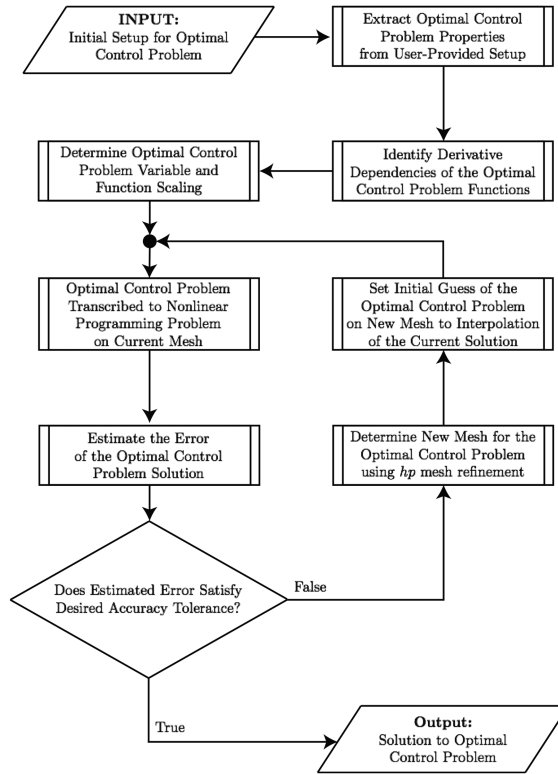 INPUT:
Initial Setup for Optimal
Control Problem
Extract Optimal Control
Problem Properties
from User-Provided Setup
Determine Optimal Control
Problem Variable and
Function Scaling
Identify Derivative
Dependencies of the Optimal
Control Problem Functions
Optimal Control Problem
Transcribed to Nonlinear
Programming Problem
on Current Mesh
Set Initial Guess of the
Optimal Control Problem
on New Mesh to Interpolation
of the Current Solution
Estimate the Error
of the Optimal Control
Problem Solution
Determine New Mesh for the
Optimal Control Problem
using hp mesh refinement
Does Estimated Error Satisfy
Desired Accuracy Tolerance?
False
True
Output:
Solution to Optimal
Control Problem